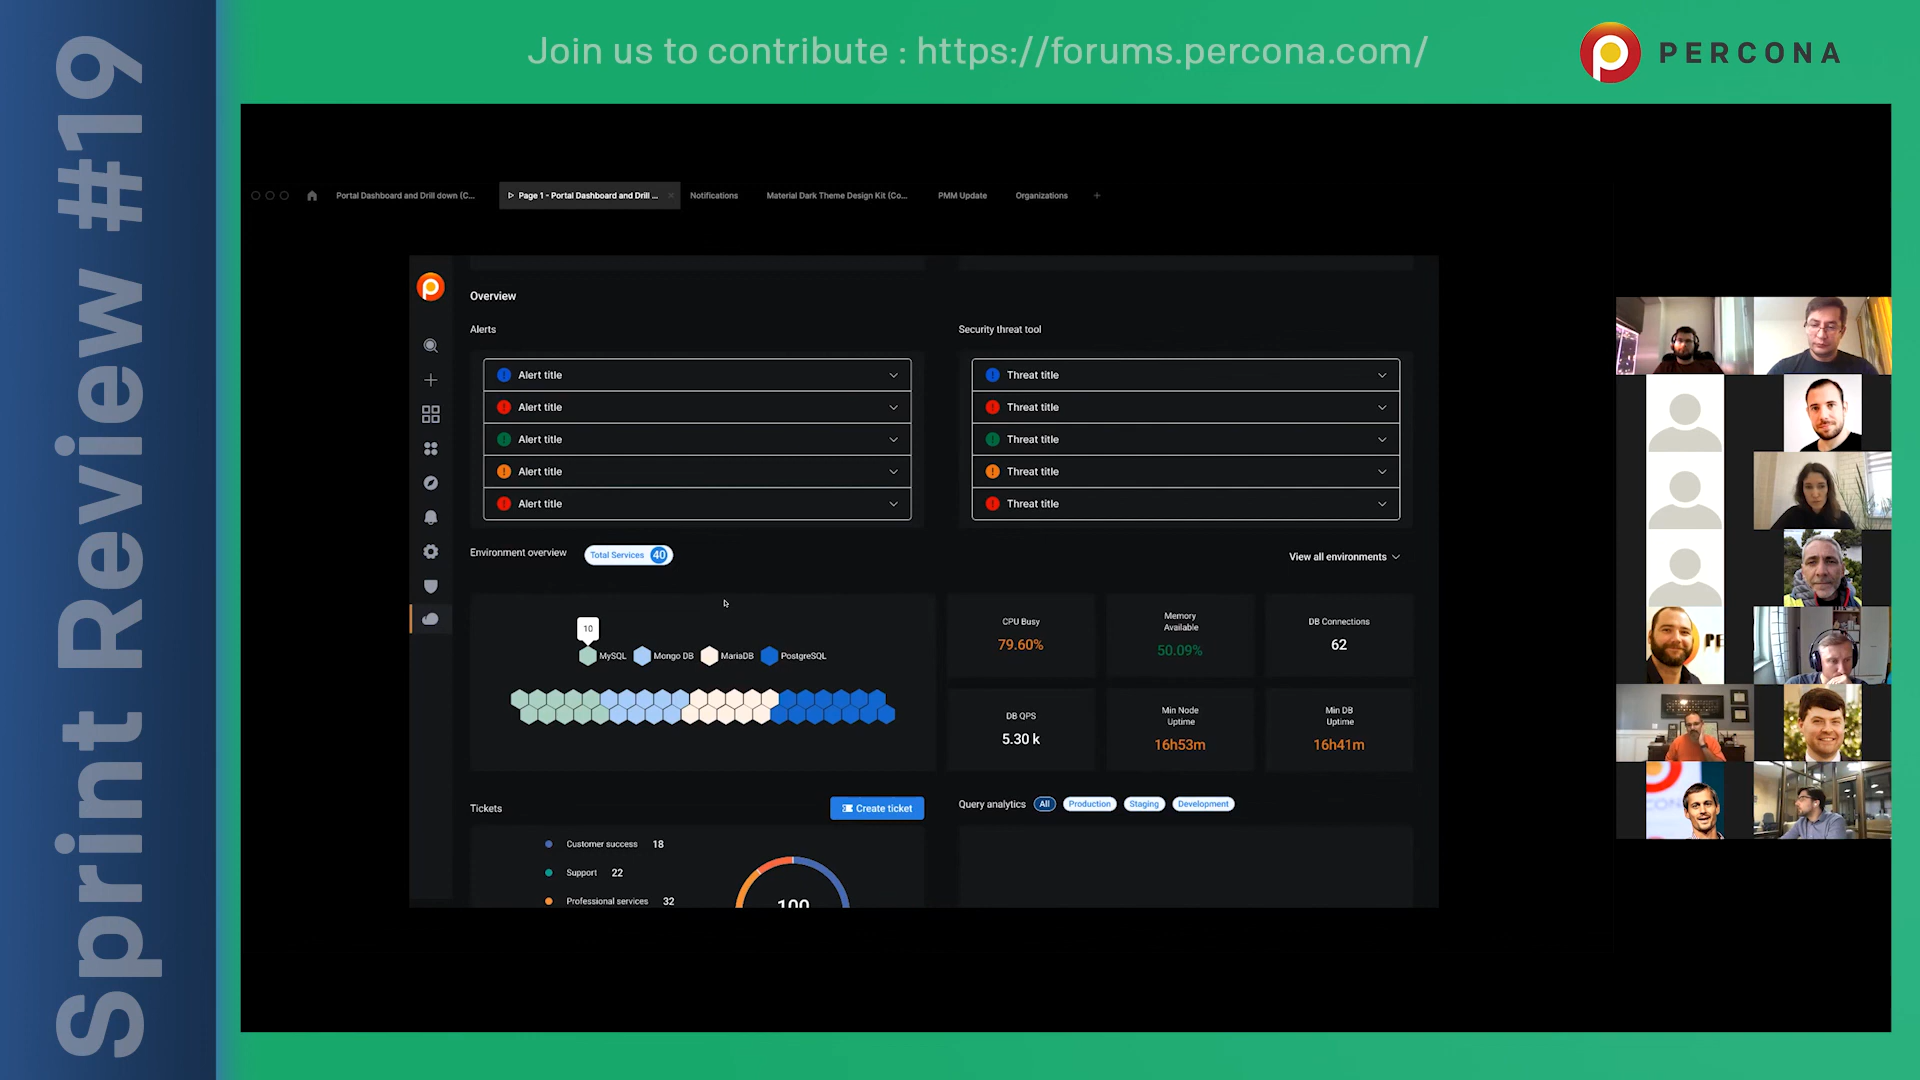 Sprint Review #19
Join us to contribute : https://forums.percona.com/
PERCONA
Portal Dashboard and Drill down (C...
Page 1 - Portal Dashboard and Drill ...
Notifications
Material Dark Theme Design Kit (Co...
PMM Update
Organizations
Overview
Alerts
Alert title
Alert title
Alert title
Alert title
Alert title
Security threat tool
Threat title
Threat title
Threat title
Threat title
Threat title
Environment overview
Total Services 40
View all environments
10
MySQL
Mongo DB
MariaDB
PostgreSQL
CPU Busy
79.60%
Memory
Available
50.09%
DB Connections
62
DB QPS
5.30 k
Min Node
Uptime
16h53m
Min DB
Uptime
16h41m
Tickets
Create ticket
Customer success 18
Support 22
Professional services 32
100
Query analytics
All
Production
Staging
Development